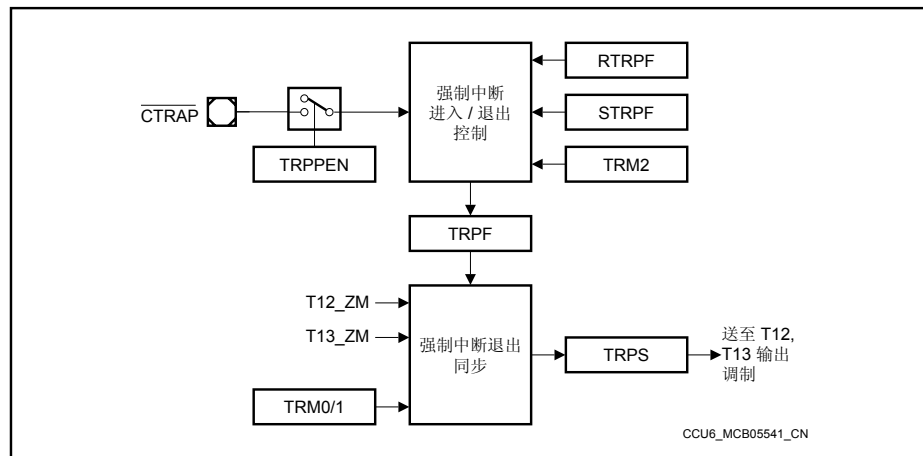 CTRAP
TRPPEN
强制中断
进入 / 退出
控制
RTRPF
STRPF
TRM2
TRPF
T12_ZM
T13_ZM
TRM0/1
强制中断退出
同步
TRPS
送至 T12,
T13 输出
调制
CCU6_MCB05541_CN